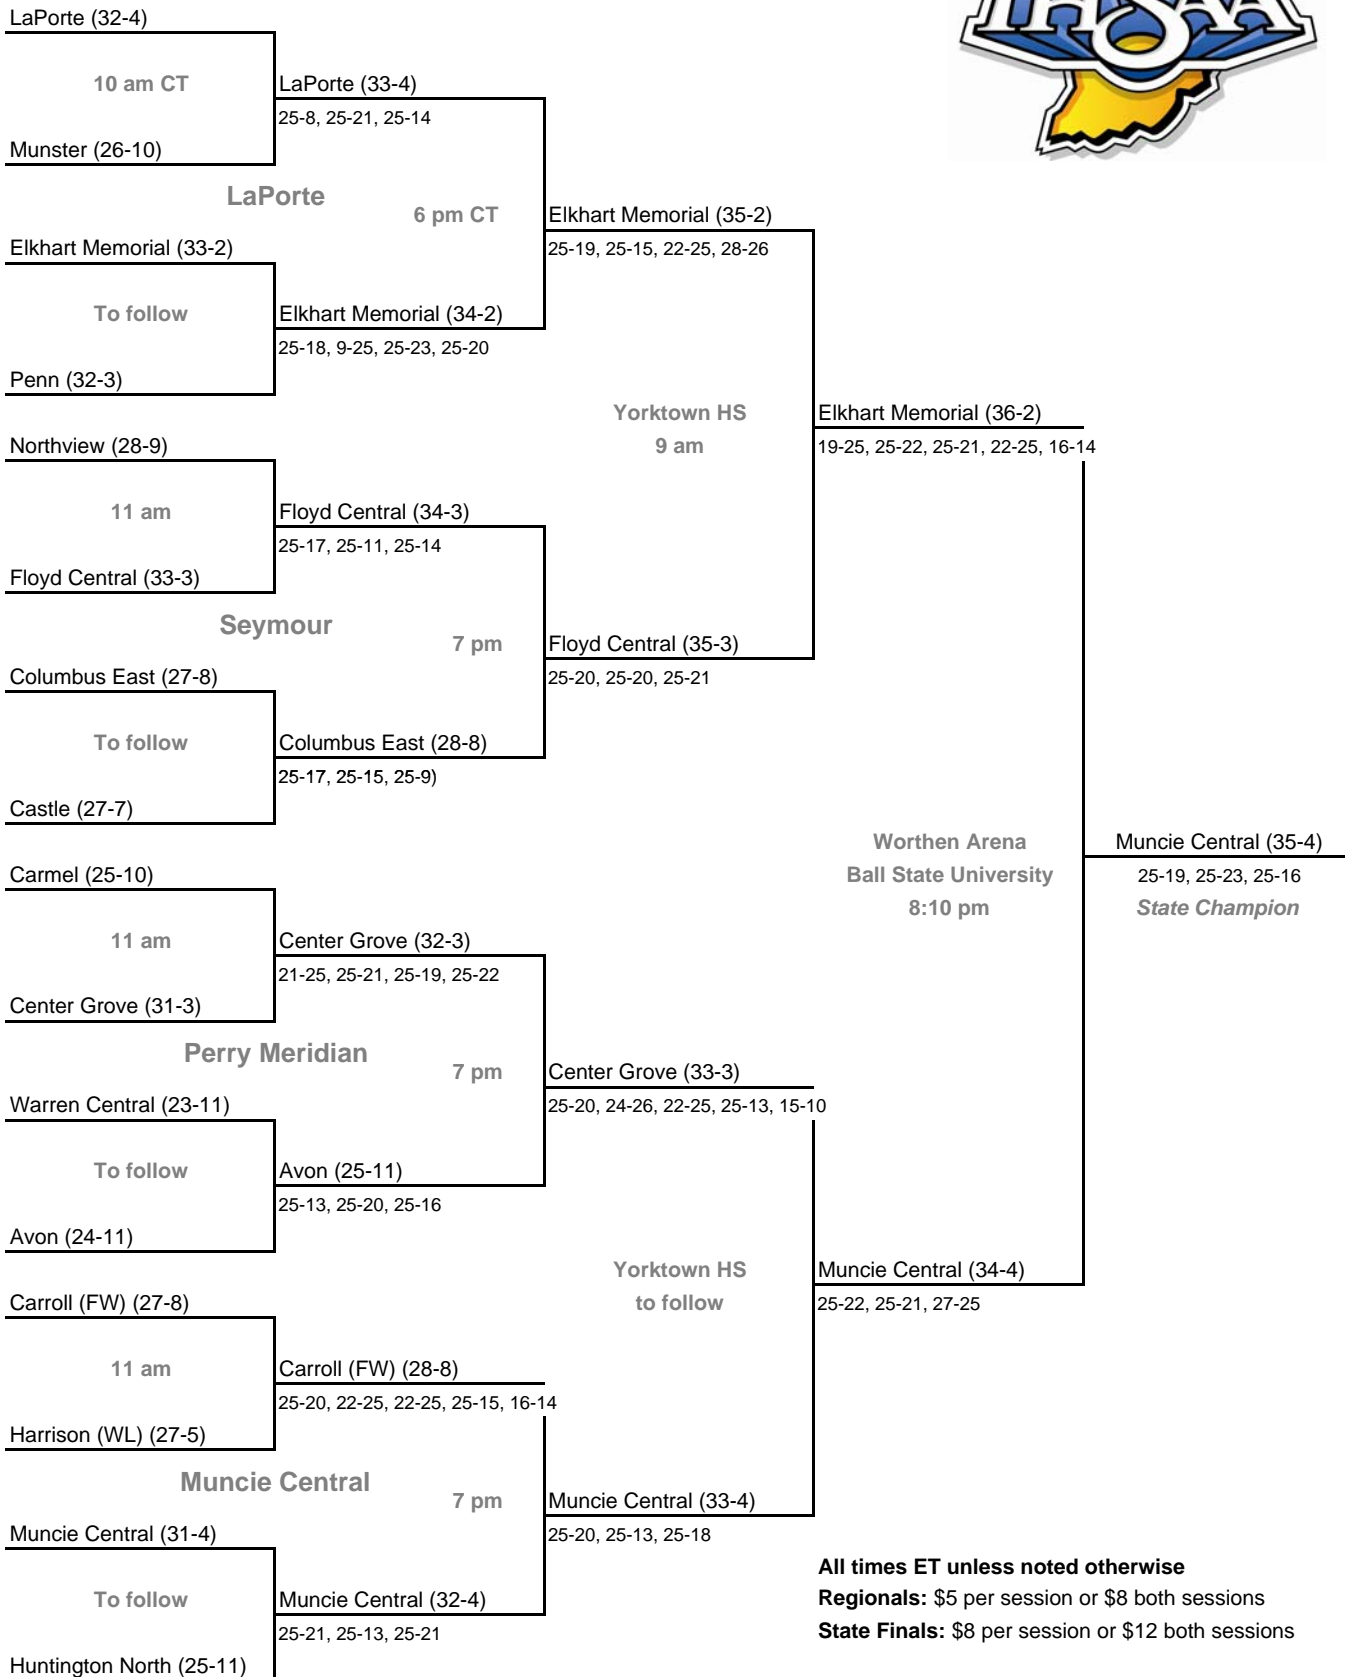 IHSAA
LaPorte (32-4)
10 am CT
LaPorte (33-4)
25-8, 25-21, 25-14
Munster (26-10)
LaPorte
6 pm CT
Elkhart Memorial (35-2)
25-19, 25-15, 22-25, 28-26
Elkhart Memorial (33-2)
To follow
Elkhart Memorial (34-2)
25-18, 9-25, 25-23, 25-20
Penn (32-3)
Yorktown HS
9 am
Elkhart Memorial (36-2)
19-25, 25-22, 25-21, 22-25, 16-14
Northview (28-9)
11 am
Floyd Central (34-3)
25-17, 25-11, 25-14
Floyd Central (33-3)
Seymour
7 pm
Floyd Central (35-3)
25-20, 25-20, 25-21
Columbus East (27-8)
To follow
Columbus East (28-8)
25-17, 25-15, 25-9)
Castle (27-7)
Worthen Arena
Ball State University
8:10 pm
Muncie Central (35-4)
25-19, 25-23, 25-16
State Champion
Carmel (25-10)
11 am
Center Grove (32-3)
21-25, 25-21, 25-19, 25-22
Center Grove (31-3)
Perry Meridian
7 pm
Center Grove (33-3)
25-20, 24-26, 22-25, 25-13, 15-10
Warren Central (23-11)
To follow
Avon (25-11)
25-13, 25-20, 25-16
Avon (24-11)
Yorktown HS
to follow
Muncie Central (34-4)
25-22, 25-21, 27-25
Carroll (FW) (27-8)
11 am
Carroll (FW) (28-8)
25-20, 22-25, 22-25, 25-15, 16-14
Harrison (WL) (27-5)
Muncie Central
7 pm
Muncie Central (33-4)
25-20, 25-13, 25-18
Muncie Central (31-4)
To follow
Muncie Central (32-4)
25-21, 25-13, 25-21
Huntington North (25-11)
All times ET unless noted otherwise
Regionals: $5 per session or $8 both sessions
State Finals: $8 per session or $12 both sessions